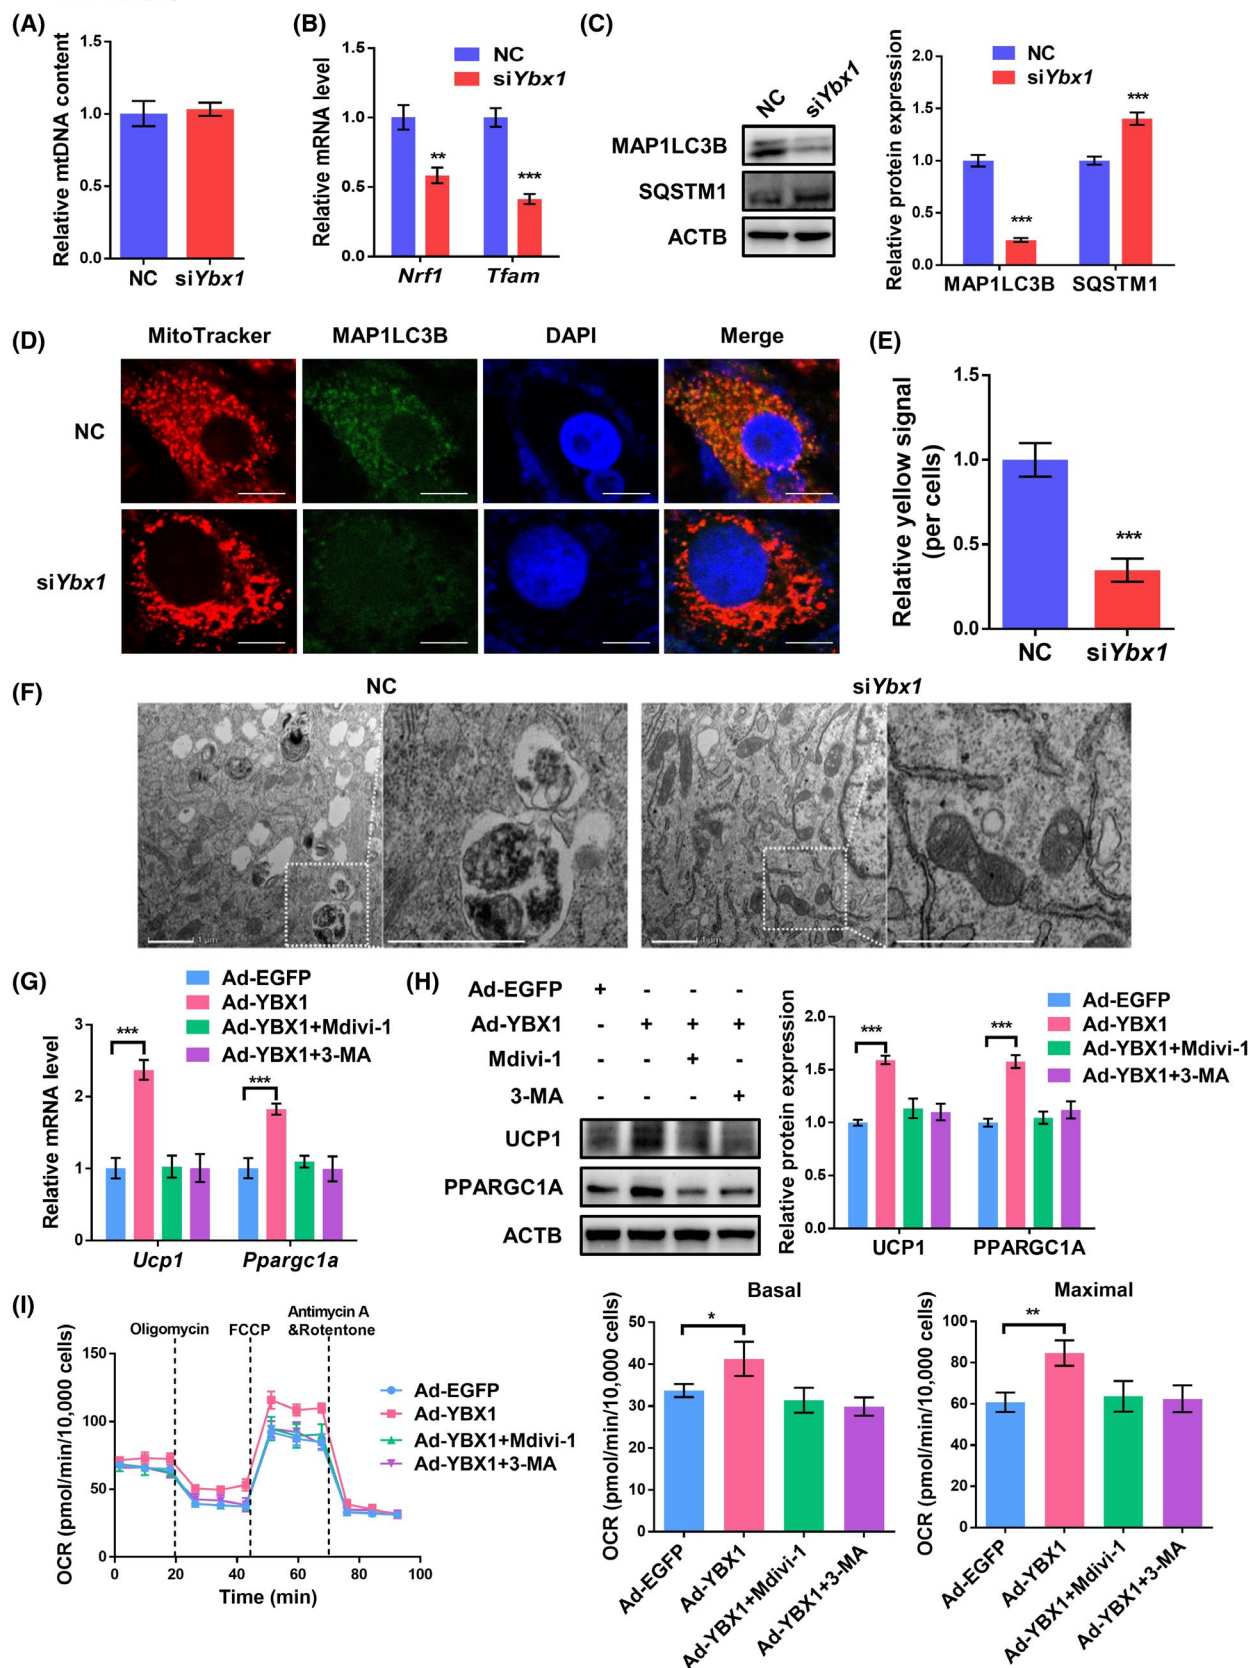 (A)
Relative mtDNA content
1.5
1.0
0.5
0.0
NC siYbx1
(B)
Relative mRNA level
1.5
1.0
0.5
0.0
NC
siYbx1
**
***
Nrf1 Tfam
(C)
NC siYbx1
MAP1LC3B
SQSTM1
ACTB
Relative protein expression
2.0
1.5
1.0
0.5
0.0
NC
siYbx1
***
***
MAP1LC3B SQSTM1
(D)
MitoTracker MAP1LC3B DAPI Merge
NC
siYbx1
(E)
Relative yellow signal
(per cells)
1.5
1.0
0.5
0.0
***
NC siYbx1
(F)
NC siYbx1
1 μm
1 μm
(G)
Ad-EGFP
Ad-YBX1
Ad-YBX1+Mdivi-1
Ad-YBX1+3-MA
Relative mRNA level
3
2
1
0
***
***
Ucp1 Ppargc1a
(H)
Ad-EGFP + - - -
Ad-YBX1 - + + +
Mdivi-1 - - + -
3-MA - - - +
UCP1
PPARGC1A
ACTB
Relative protein expression
2.0
1.5
1.0
0.5
0.0
***
***
Ad-EGFP
Ad-YBX1
Ad-YBX1+Mdivi-1
Ad-YBX1+3-MA
UCP1 PPARGC1A
(I)
OCR (pmol/min/10,000 cells)
150
100
50
0
Oligomycin FCCP Antimycin A
&Rotentone
0 20 40 60 80 100
Time (min)
Ad-EGFP
Ad-YBX1
Ad-YBX1+Mdivi-1
Ad-YBX1+3-MA
Basal
OCR (pmol/min/10,000 cells)
50
40
30
20
10
0
*
Ad-EGFP
Ad-YBX1
Ad-YBX1+Mdivi-1
Ad-YBX1+3-MA
Maximal
OCR (pmol/min/10,000 cells)
100
80
60
40
20
0
**
Ad-EGFP
Ad-YBX1
Ad-YBX1+Mdivi-1
Ad-YBX1+3-MA